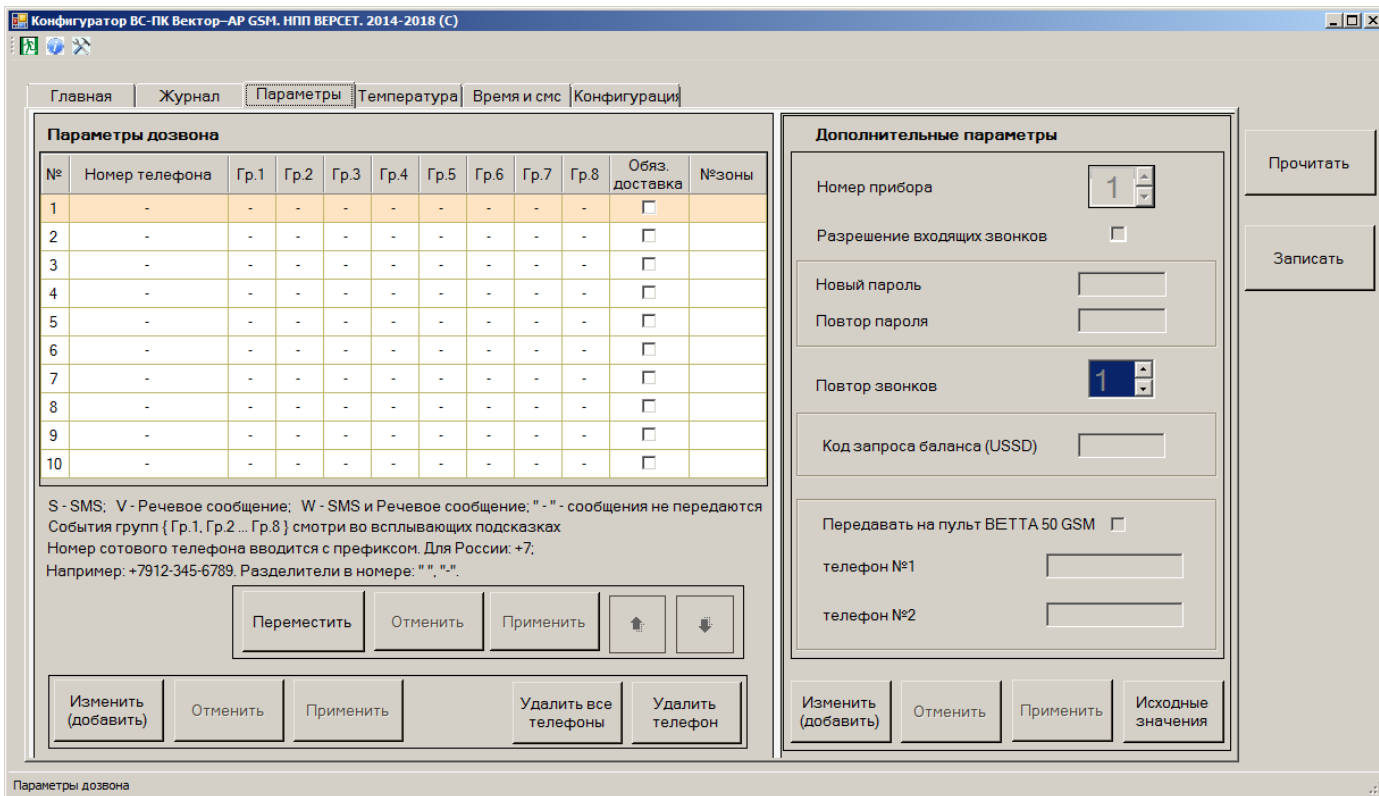 Конфигуратор ВС-ПК Вектор–АР GSM. НПП ВЕРСЕТ. 2014-2018 (C)
Главная Журнал Параметры Температура Время и смс Конфигурация
Параметры дозвона
№ Номер телефона Гр.1 Гр.2 Гр.3 Гр.4 Гр.5 Гр.6 Гр.7 Гр.8 Обяз. доставка №зоны
1 - - - - - - - - -
2 - - - - - - - - -
3 - - - - - - - - -
4 - - - - - - - - -
5 - - - - - - - - -
6 - - - - - - - - -
7 - - - - - - - - -
8 - - - - - - - - -
9 - - - - - - - - -
10 - - - - - - - - -
S - SMS; V - Речевое сообщение; W - SMS и Речевое сообщение; " - " - сообщения не передаются
События групп { Гр.1, Гр.2 ... Гр.8 } смотри во всплывающих подсказках
Номер сотового телефона вводится с префиксом. Для России: +7;
Например: +7912-345-6789. Разделители в номере: " ", "-".
Переместить Отменить Применить
Изменить (добавить) Отменить Применить Удалить все телефоны Удалить телефон
Дополнительные параметры
Номер прибора 1
Разрешение входящих звонков
Новый пароль
Повтор пароля
Повтор звонков 1
Код запроса баланса (USSD)
Передавать на пульт ВЕТТА 50 GSM
телефон №1
телефон №2
Изменить (добавить) Отменить Применить Исходные значения
Прочитать
Записать
Параметры дозвона